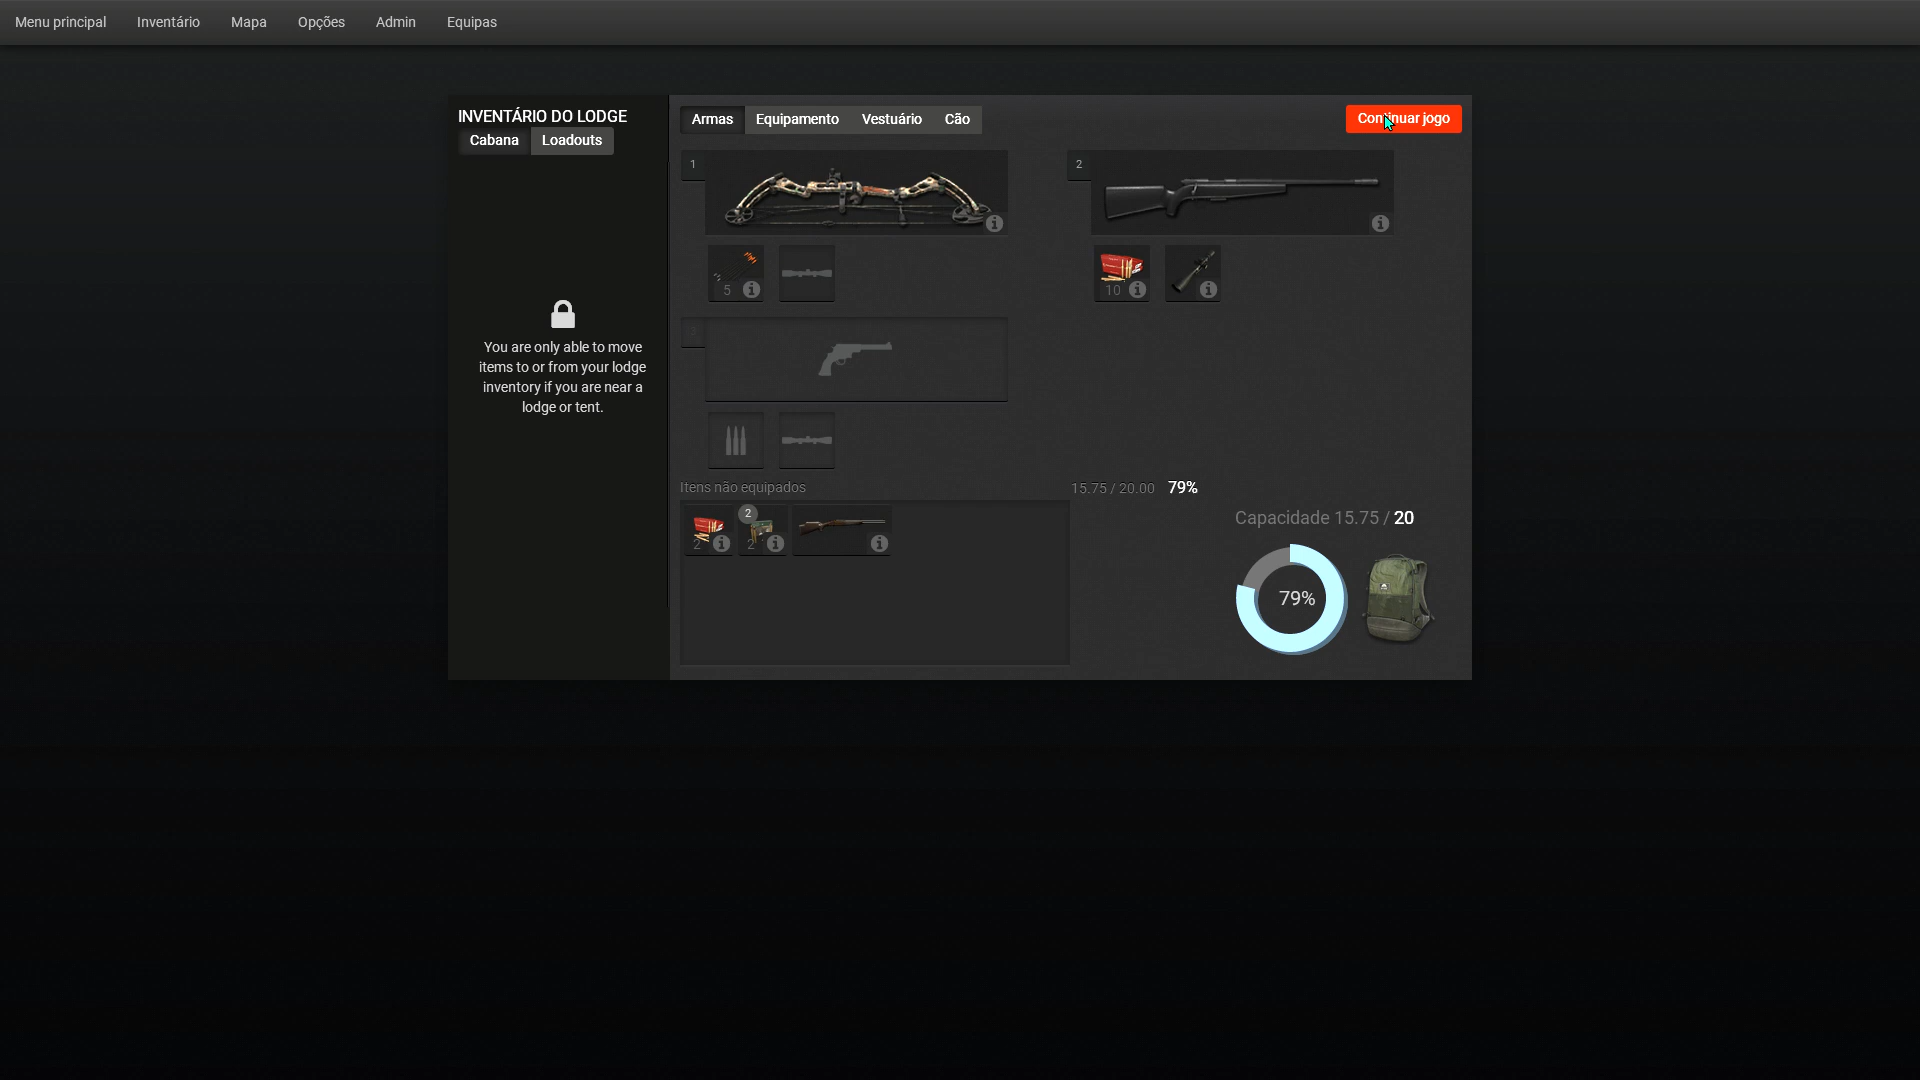 Menu principal Inventário Mapa Opções Admin Equipas
INVENTÁRIO DO LODGE
Cabana Loadouts
Armas Equipamento Vestuário Cão
Continuar jogo
You are only able to move
items to or from your lodge
inventory if you are near a
lodge or tent.
1
2
5
10
3
Itens não equipados
15.75 / 20.00 79%
2
2
2
Capacidade 15.75 / 20
79%